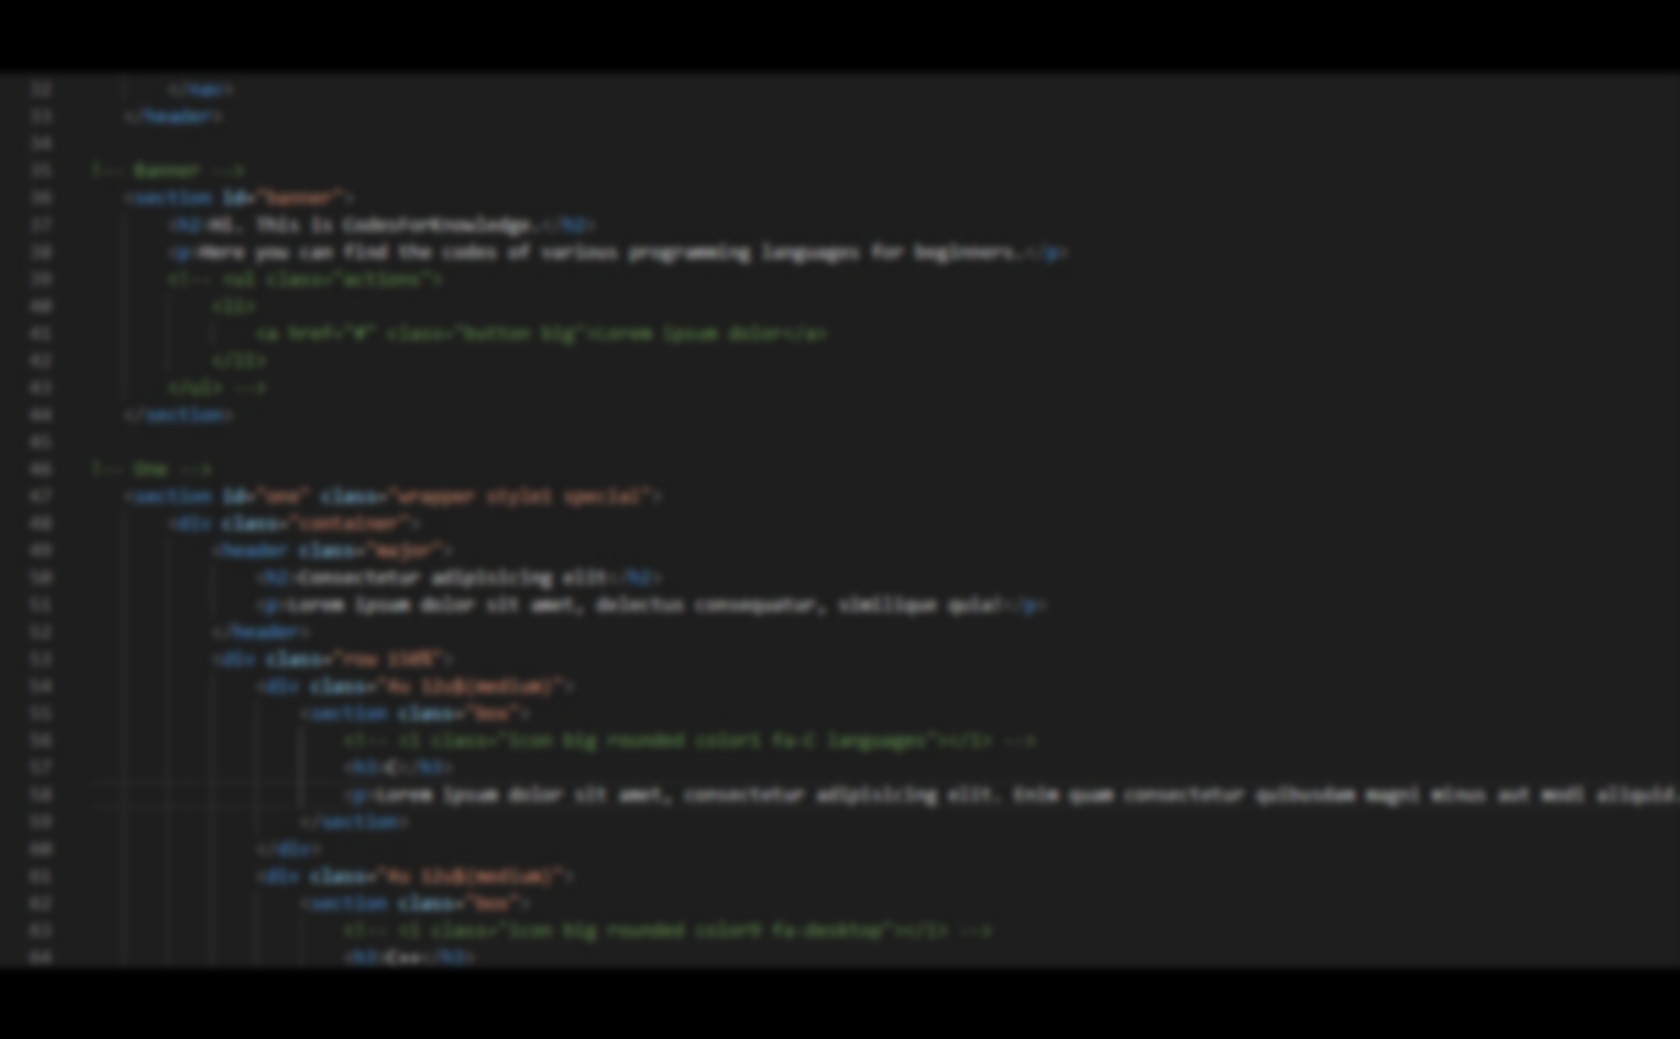 32 </nav>
33 </header>
34
35 !-- Banner -->
36 <section id="banner">
37 <h2>Hi. This is CodesForKnowledge.</h2>
38 <p>Here you can find the codes of various programming languages for beginners.</p>
39 <!-- <ul class="actions">
40 <li>
41 <a href="#" class="button big">Lorem ipsum dolor</a>
42 </li>
43 </ul> -->
44 </section>
45
46 !-- One -->
47 <section id="one" class="wrapper style1 special">
48 <div class="container">
49 <header class="major">
50 <h2>Consectetur adipisicing elit</h2>
51 <p>Lorem ipsum dolor sit amet, delectus consequatur, similique quia!</p>
52 </header>
53 <div class="row 150%">
54 <div class="4u 12u$(medium)">
55 <section class="box">
56 <!-- <i class="icon big rounded color1 fa-C languages"></i> -->
57 <h3>C</h3>
58 <p>Lorem ipsum dolor sit amet, consectetur adipisicing elit. Enim quam consectetur quibusdam magni minus aut modi aliquid.
59 </section>
60 </div>
61 <div class="4u 12u$(medium)">
62 <section class="box">
63 <!-- <i class="icon big rounded color9 fa-desktop"></i> -->
64 <h3>C++</h3>